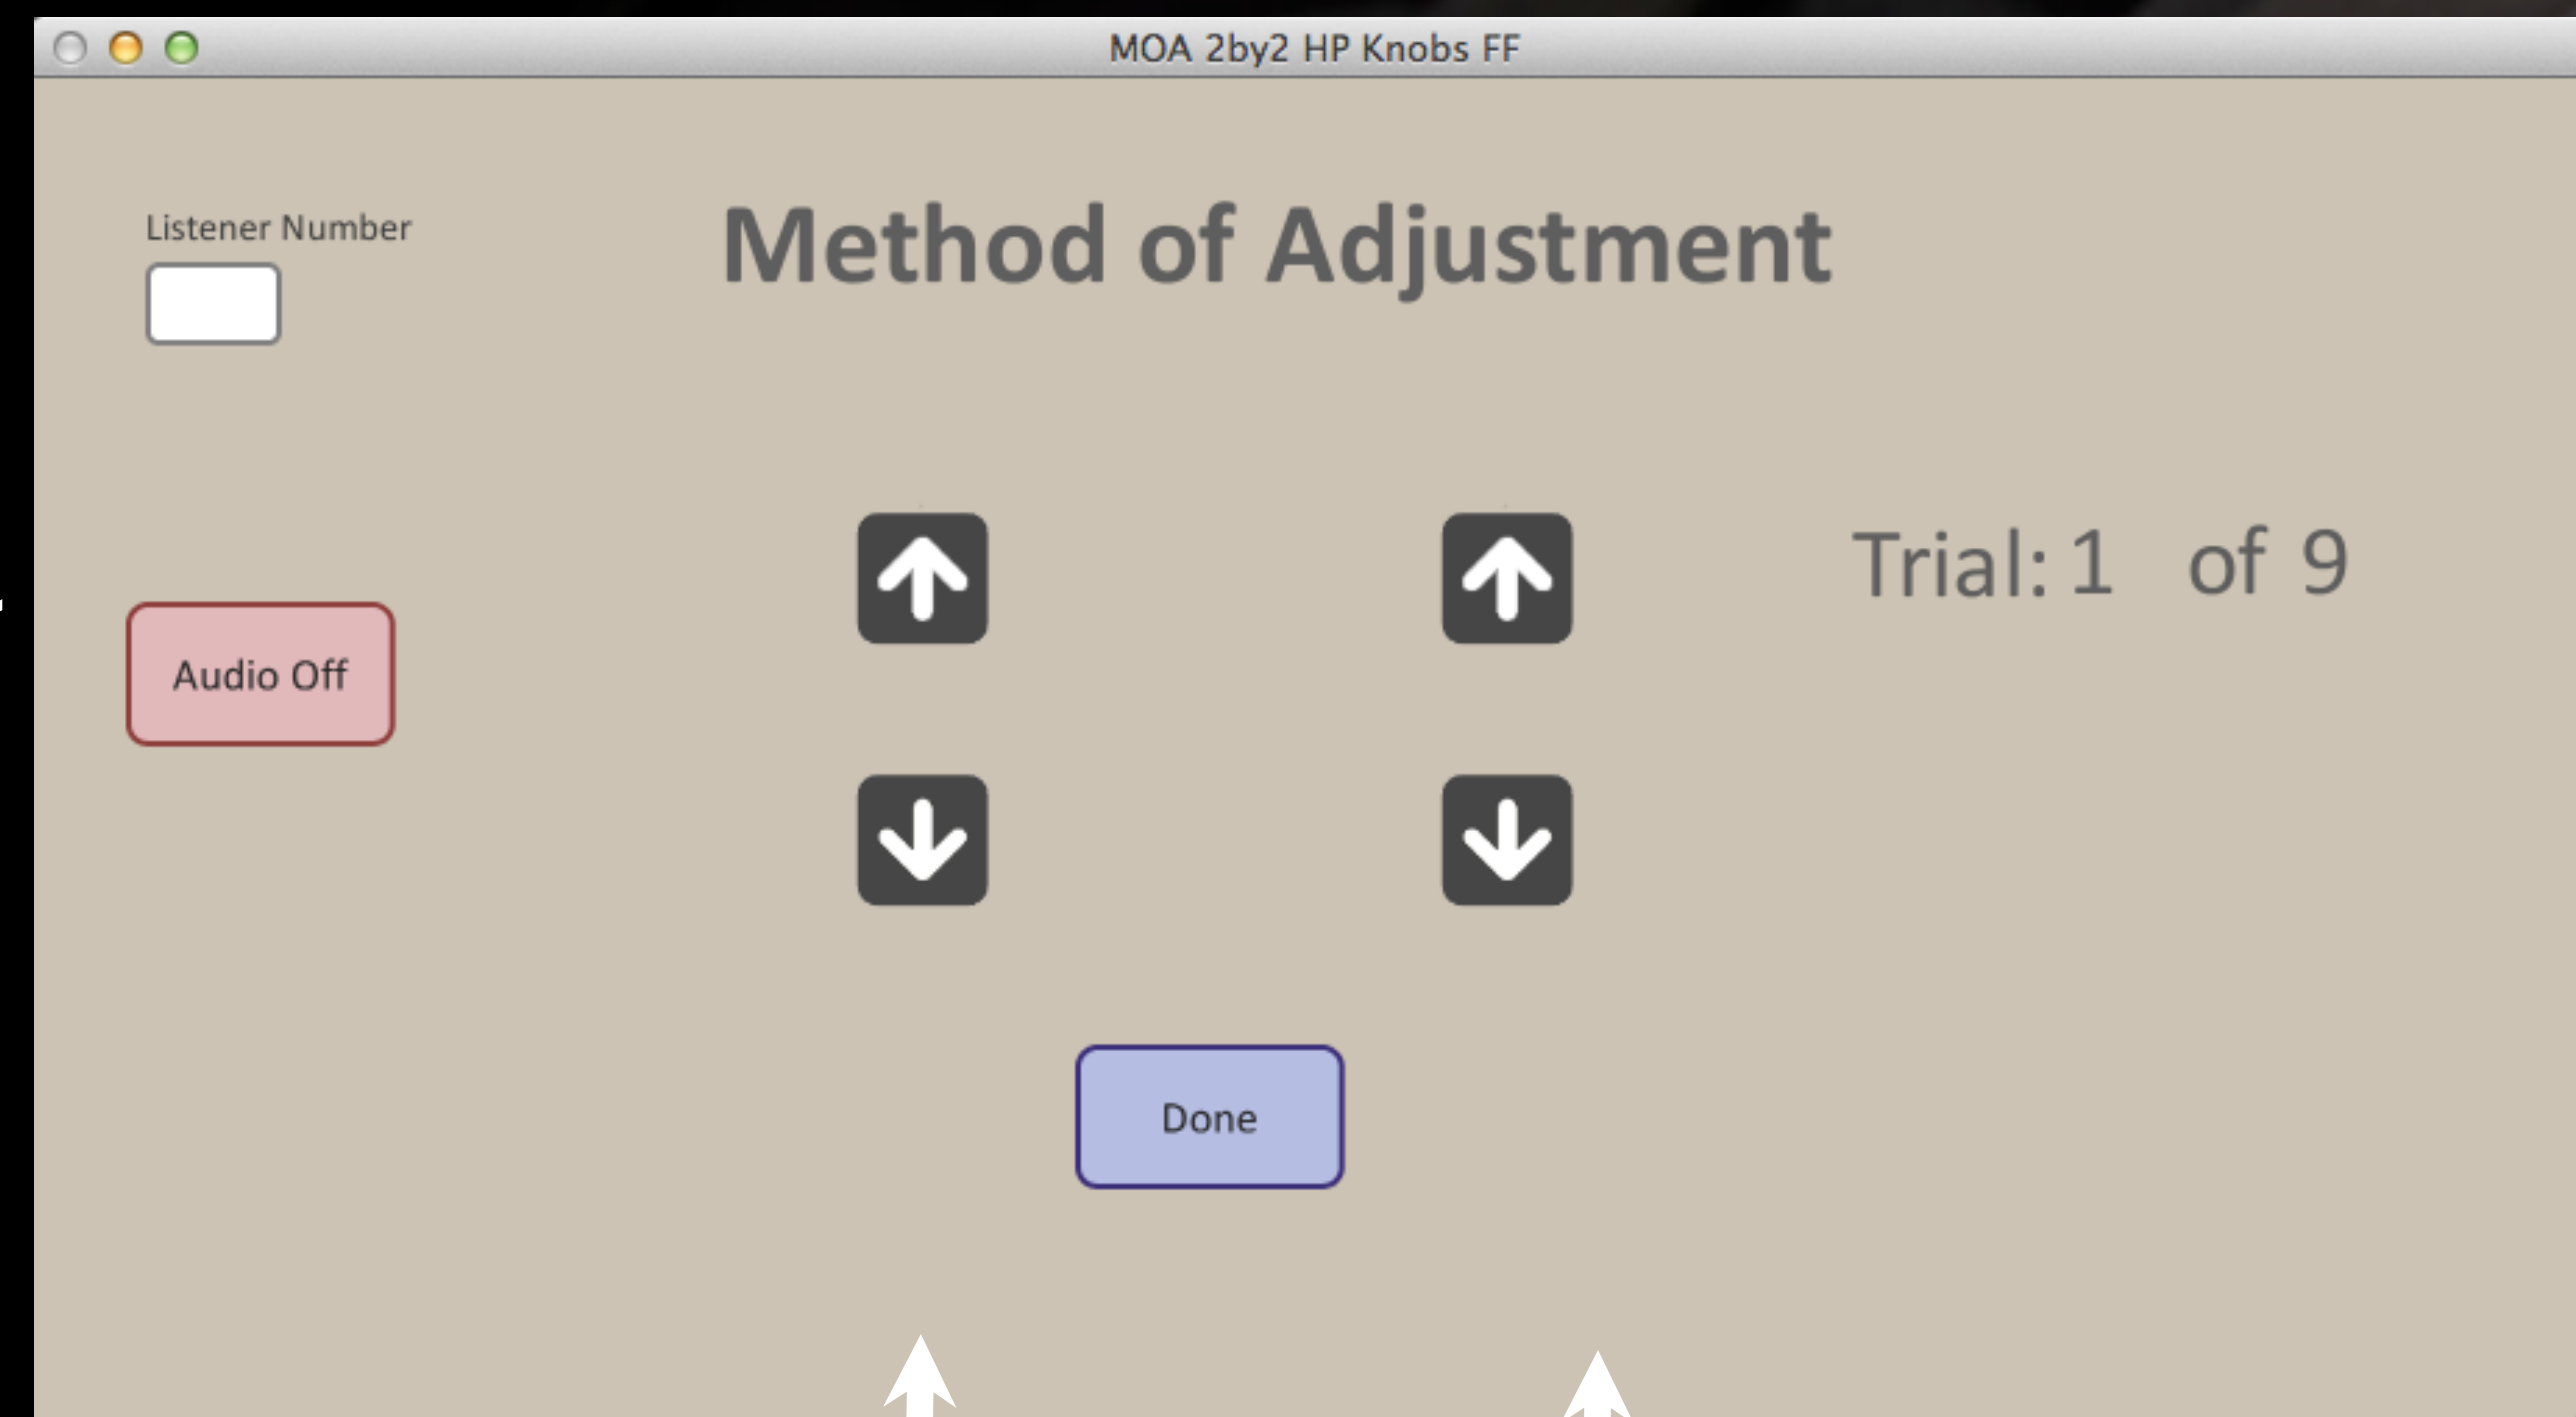 MOA 2by2 HP Knobs FF
Listener Number
Method of Adjustment
Trial: 1 of 9
Audio Off
Done